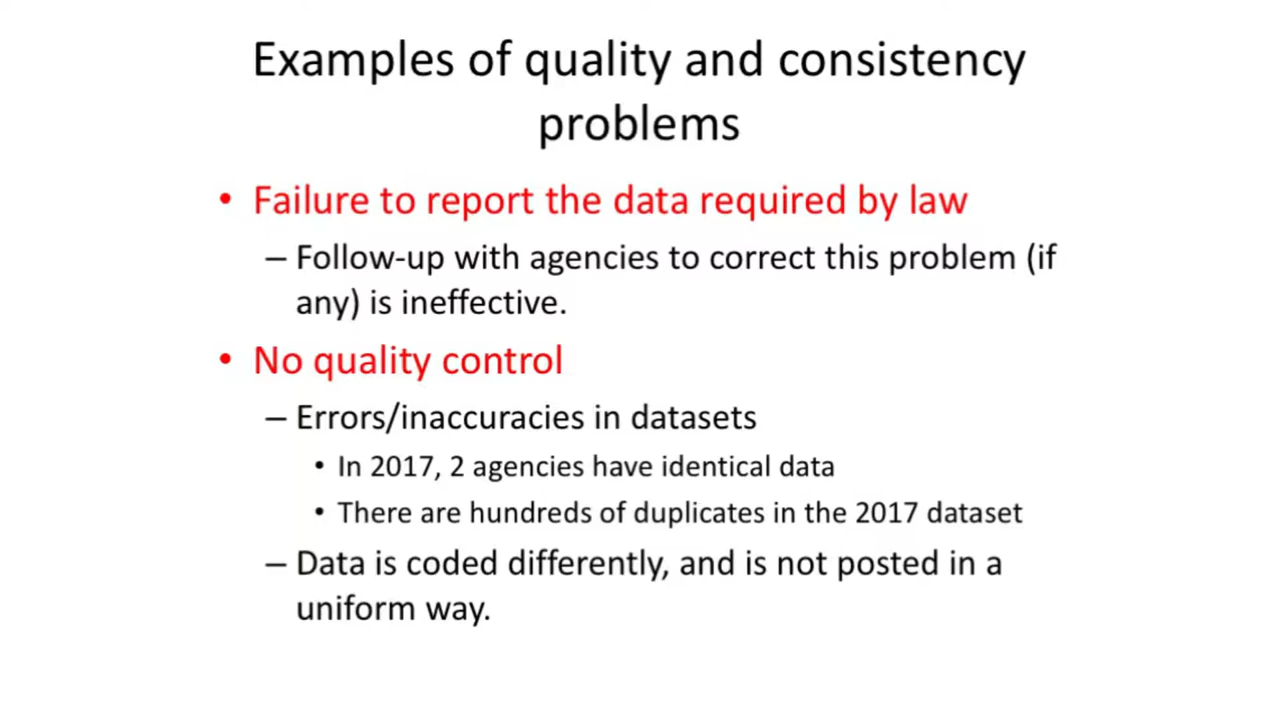 Examples of quality and consistency
problems
• Failure to report the data required by law
– Follow-up with agencies to correct this problem (if
any) is ineffective.
• No quality control
– Errors/inaccuracies in datasets
• In 2017, 2 agencies have identical data
• There are hundreds of duplicates in the 2017 dataset
– Data is coded differently, and is not posted in a
uniform way.